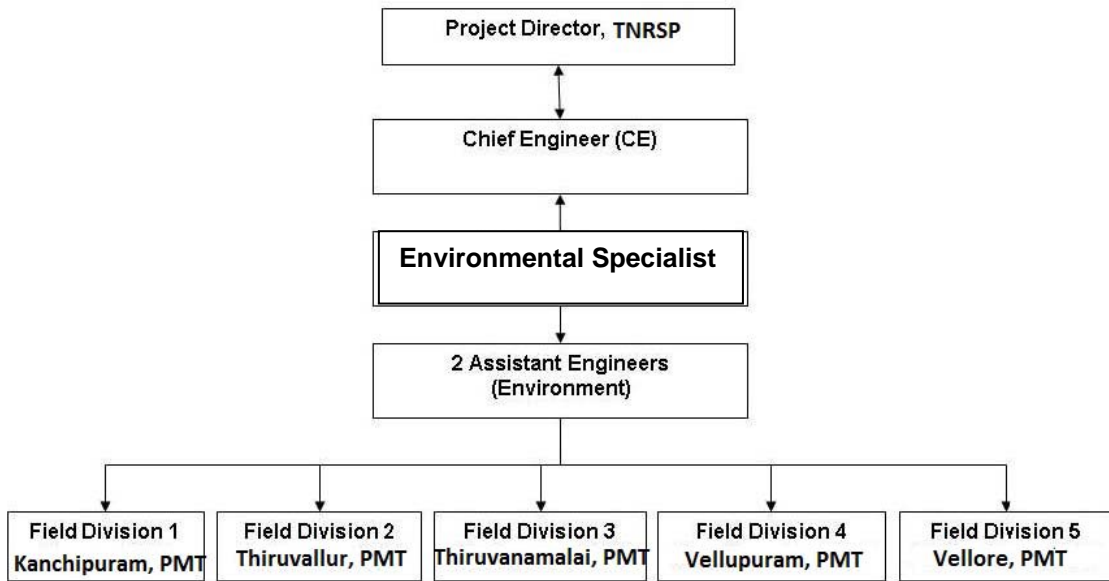 Project Director, TNRSP
Chief Engineer (CE)
Environmental Specialist
2 Assistant Engineers
(Environment)
Field Division 1
Kanchipuram, PMT
Field Division 2
Thiruvallur, PMT
Field Division 3
Thiruvanamalai, PMT
Field Division 4
Vellupuram, PMT
Field Division 5
Vellore, PMT